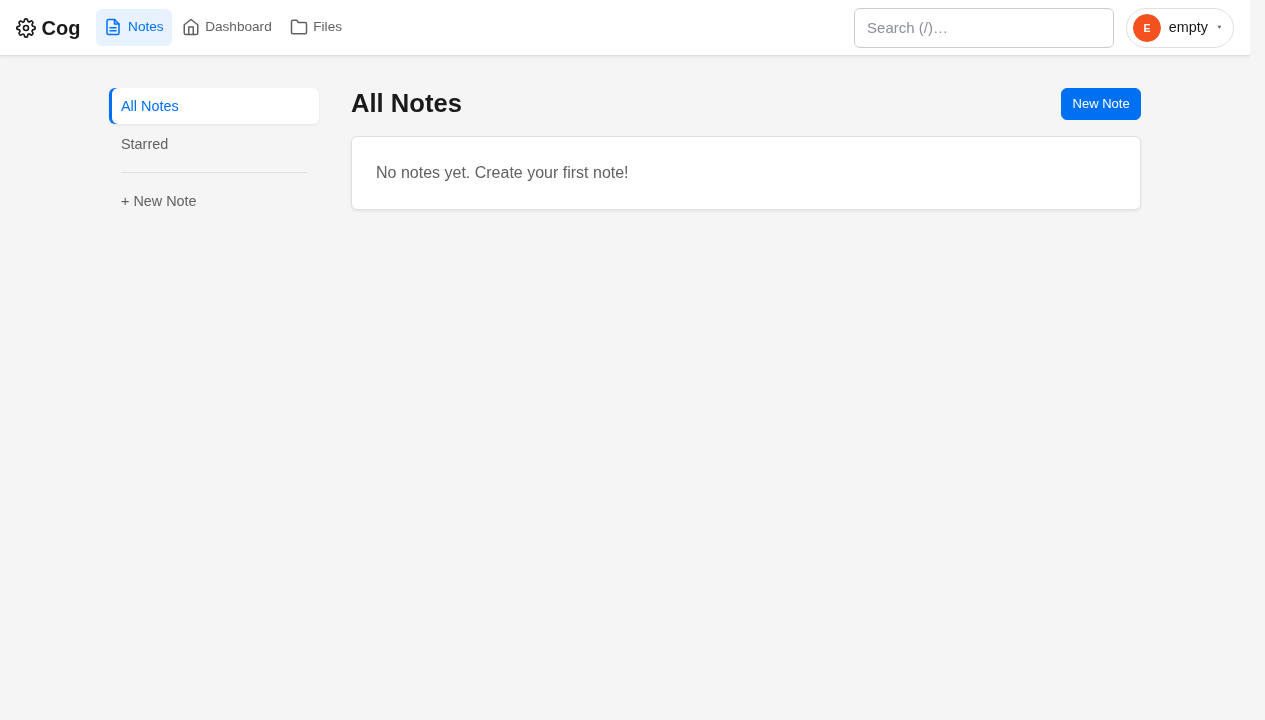 Cog
Notes
Dashboard
Files
Search (/)…
E
empty
All Notes
Starred
+ New Note
All Notes
New Note
No notes yet. Create your first note!